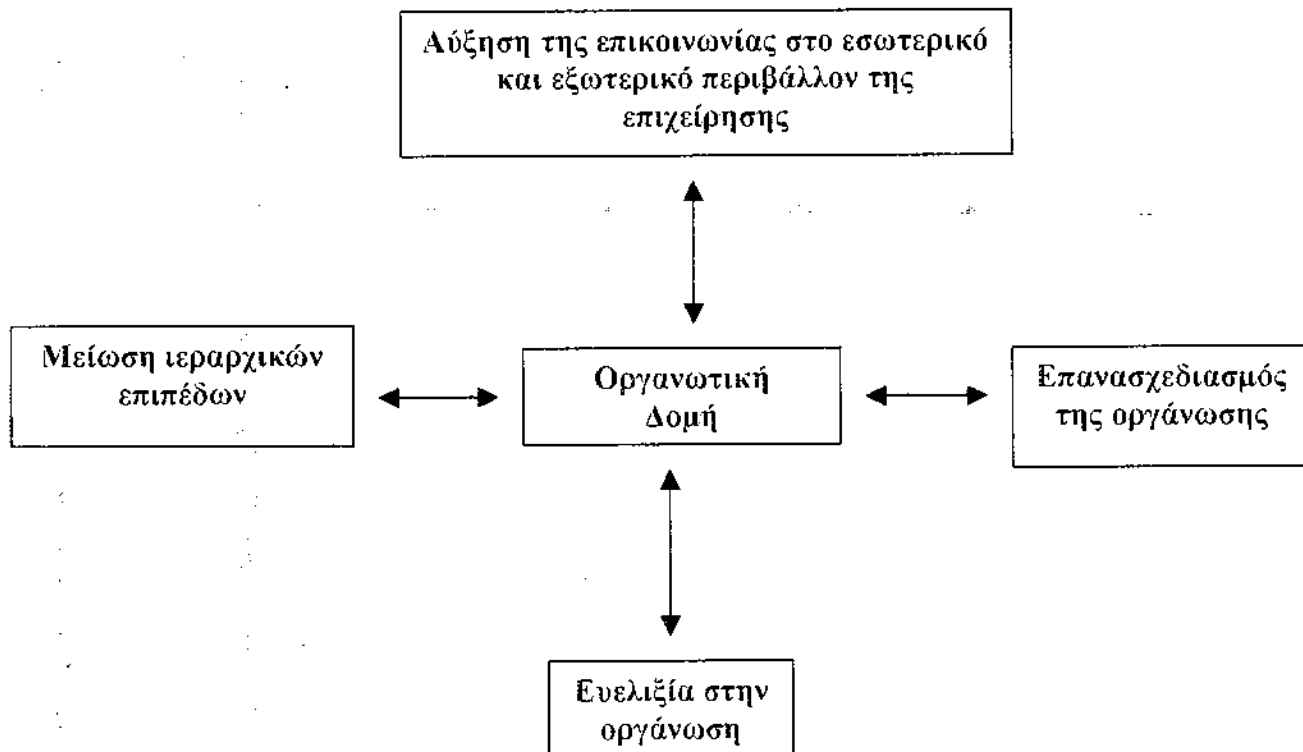 Αύξηση της επικοινωνίας στο εσωτερικό
και εξωτερικό περιβάλλον της
επιχείρησης
Μείωση ιεραρχικών
επιπέδων
Οργανωτική
Δομή
Επανασχεδιασμός
της οργάνωσης
Ευελιξία στην
οργάνωση